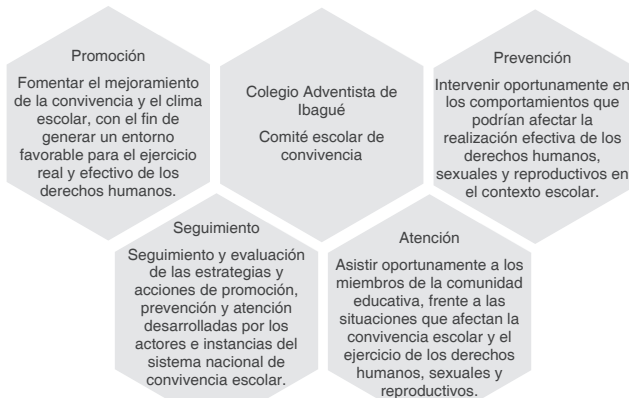 Promoción
Fomentar el mejoramiento
de la convivencia y el clima
escolar, con el fin de
generar un entorno
favorable para el ejercicio
real y efectivo de los
derechos humanos.
Colegio Adventista de
Ibagué
Comité escolar de
convivencia
Prevención
Intervenir oportunamente en
los comportamientos que
podrían afectar la
realización efectiva de los
derechos humanos,
sexuales y reproductivos en
el contexto escolar.
Seguimiento
Seguimiento y evaluación
de las estrategias y
acciones de promoción,
prevención y atención
desarrolladas por los
actores e instancias del
sistema nacional de
convivencia escolar.
Atención
Asistir oportunamente a los
miembros de la comunidad
educativa, frente a las
situaciones que afectan la
convivencia escolar y el
ejercicio de los derechos
humanos, sexuales y
reproductivos.